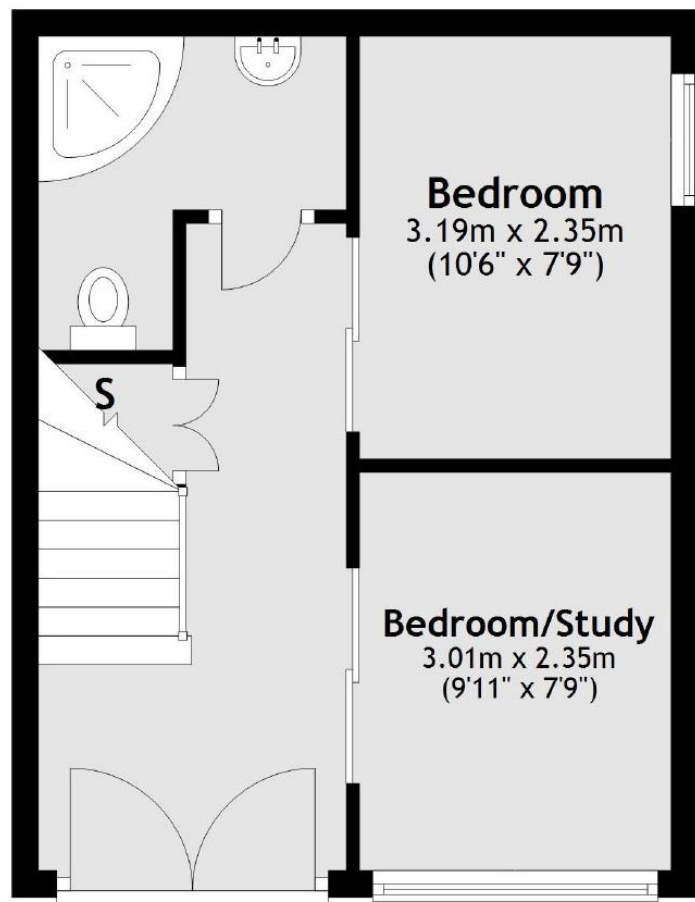 Bedroom
3.19m x 2.35m
(10'6" x 7'9")
S
Bedroom/Study
3.01m x 2.35m
(9'11" x 7'9")